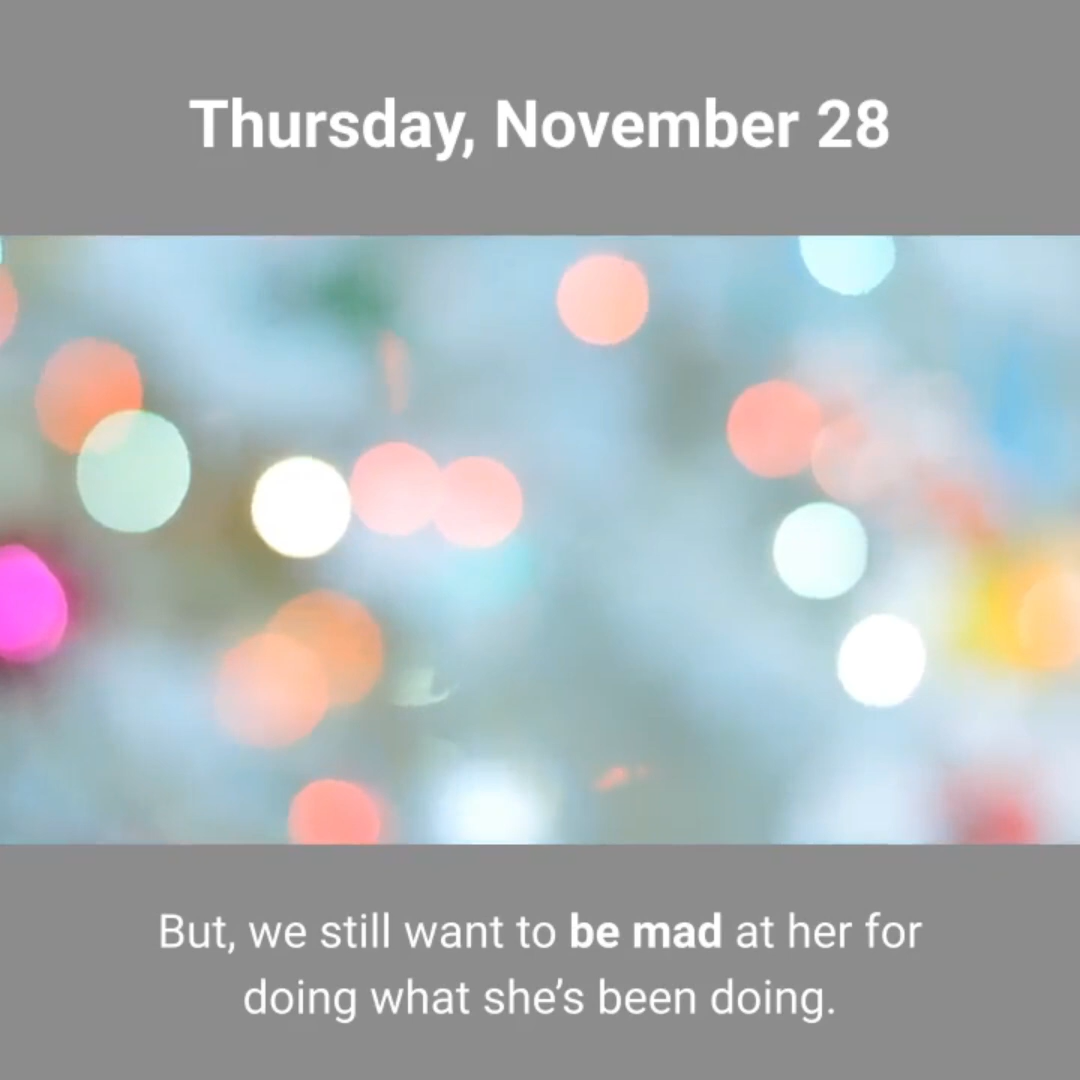 Thursday, November 28
But, we still want to be mad at her for
doing what she’s been doing.